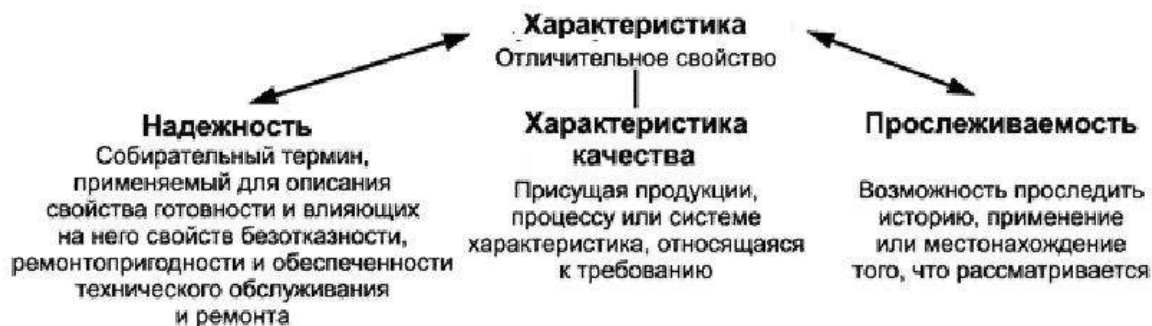 Характеристика
Отличительное свойство
Надежность
Собирательный термин,
применяемый для описания
свойства готовности и влияющих
на него свойств безотказности,
ремонтопригодности и обеспеченности
технического обслуживания
и ремонта
Характеристика
качества
Присущая продукции,
процессу или системе
характеристика, относящаяся
к требованию
Прослеживаемость
Возможность проследить
историю, применение
или местонахождение
того, что рассматривается